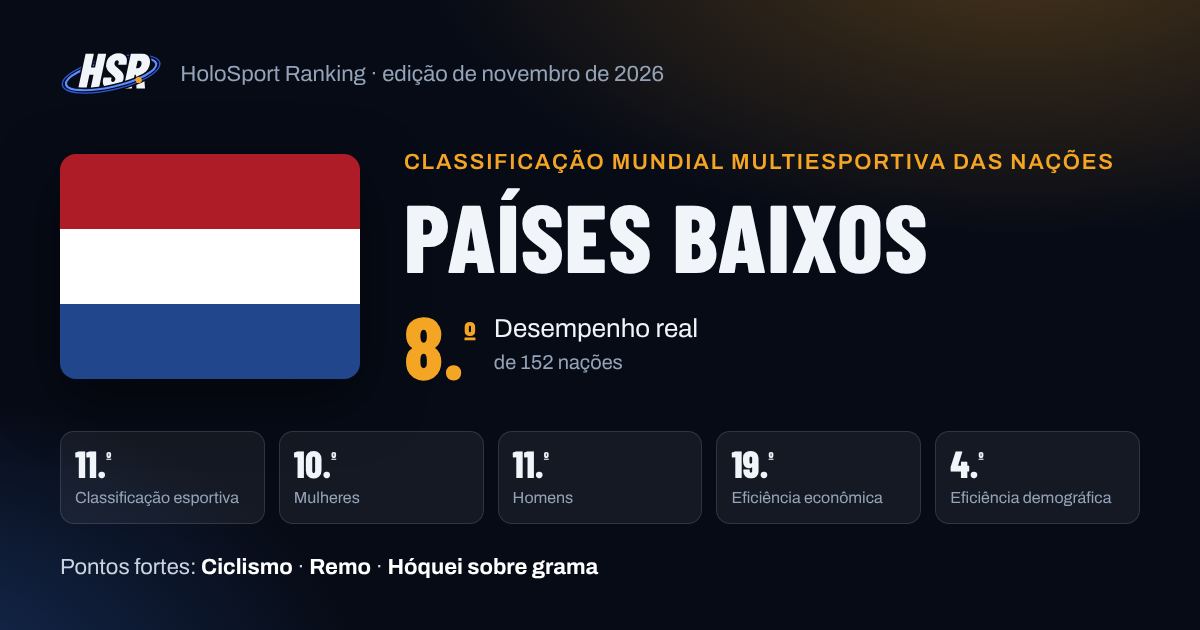 HSR
HoloSport Ranking · edição de novembro de 2026
CLASSIFICAÇÃO MUNDIAL MULTIESPORTIVA DAS NAÇÕES
PAÍSES BAIXOS
8.º
Desempenho real
de 152 nações
11.º
Classificação esportiva
10.º
Mulheres
11.º
Homens
19.º
Eficiência econômica
4.º
Eficiência demográfica
Pontos fortes: Ciclismo · Remo · Hóquei sobre grama